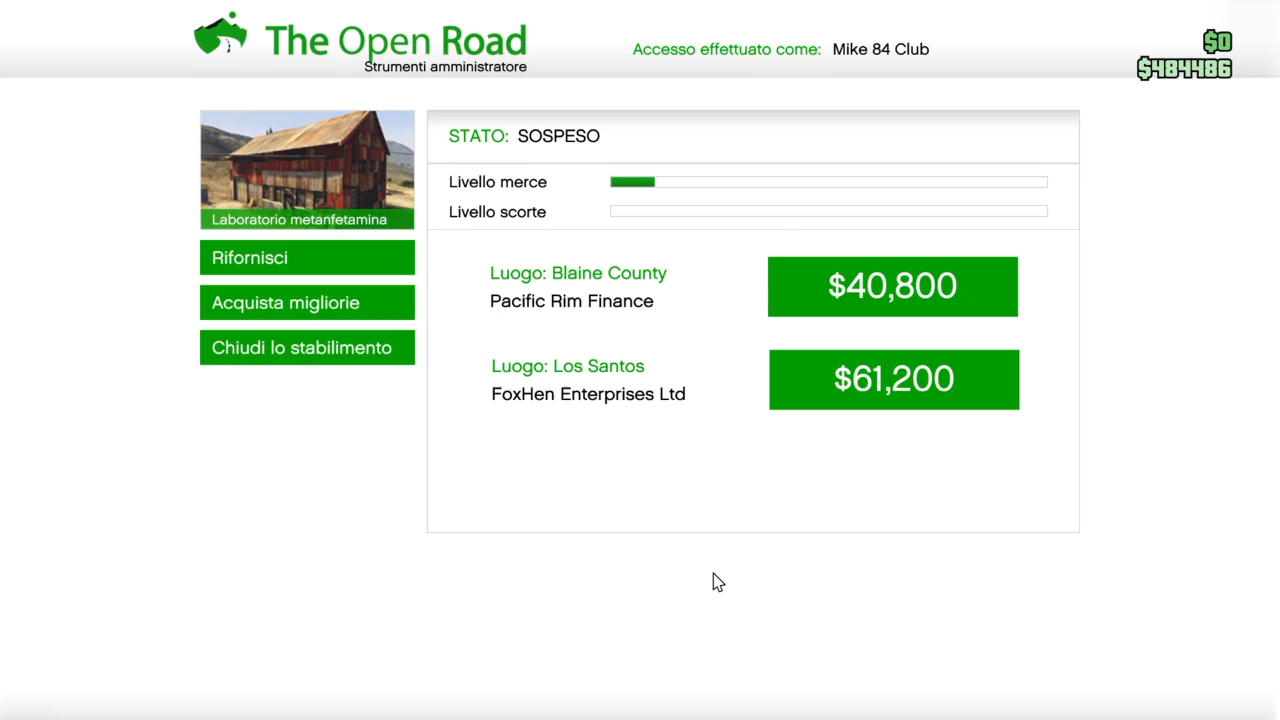 The Open Road
Strumenti amministratore
Accesso effettuato come: Mike 84 Club
$0
$484486
Laboratorio metanfetamina
Rifornisci
Acquista migliorie
Chiudi lo stabilimento
STATO: SOSPESO
Livello merce
Livello scorte
Luogo: Blaine County
Pacific Rim Finance
$40,800
Luogo: Los Santos
FoxHen Enterprises Ltd
$61,200